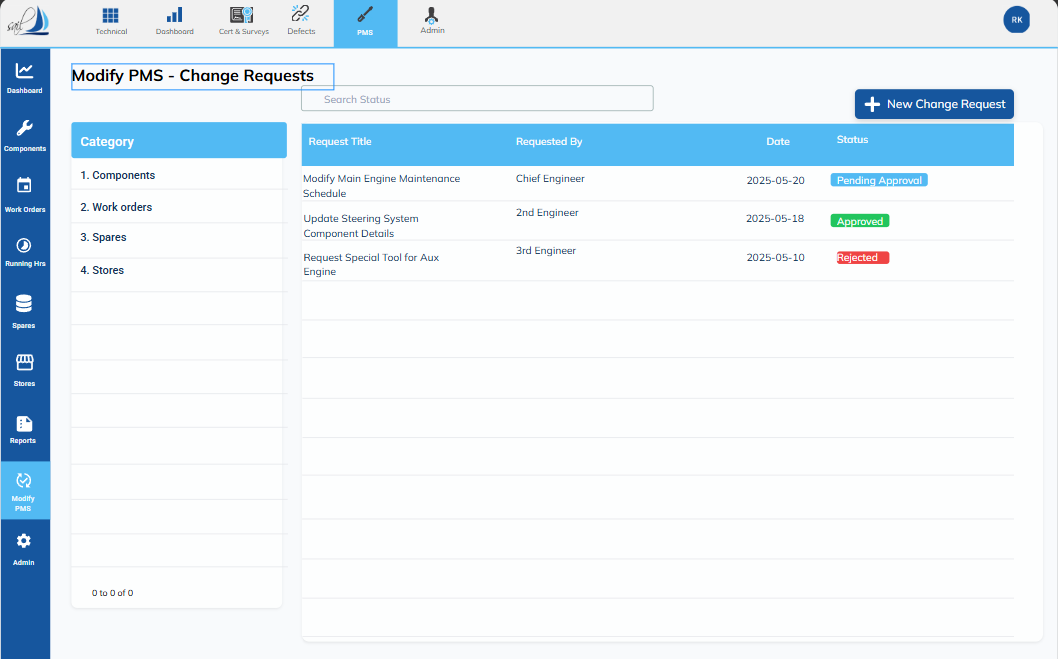 sail
Technical
Dashboard
Cert & Surveys
Defects
PMS
Admin
RK
Dashboard
Components
Work Orders
Running Hrs
Spares
Stores
Reports
Modify
PMS
Admin
Modify PMS - Change Requests
Search Status
New Change Request
Category
1. Components
2. Work orders
3. Spares
4. Stores
0 to 0 of 0
Request Title Requested By Date Status
Modify Main Engine Maintenance
Schedule
Chief Engineer 2025-05-20 Pending Approval
Update Steering System
Component Details
2nd Engineer 2025-05-18 Approved
Request Special Tool for Aux
Engine
3rd Engineer 2025-05-10 Rejected